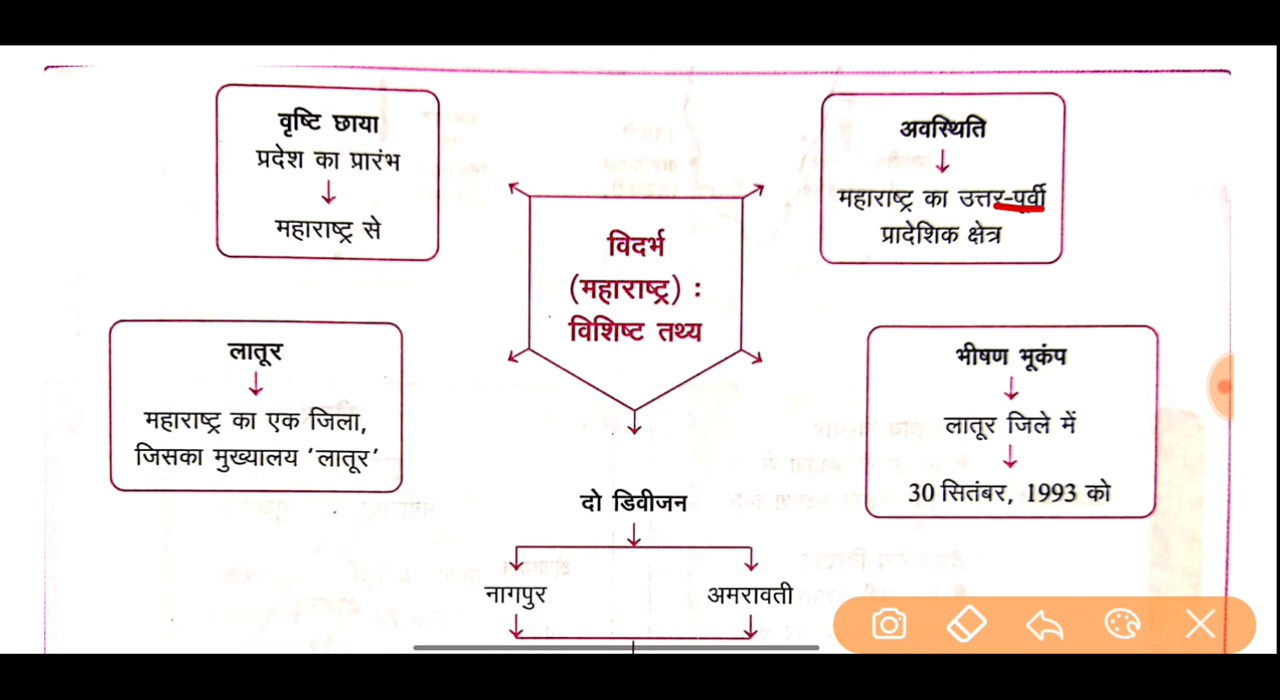 वृष्टि छाया
प्रदेश का प्रारंभ
महाराष्ट्र से
अवस्थिति
महाराष्ट्र का उत्तर-पूर्वी
प्रादेशिक क्षेत्र
विदर्भ
(महाराष्ट्र) :
विशिष्ट तथ्य
लातूर
महाराष्ट्र का एक जिला,
जिसका मुख्यालय 'लातूर'
भीषण भूकंप
लातूर जिले में
30 सितंबर, 1993 को
दो डिवीजन
नागपुर
अमरावती